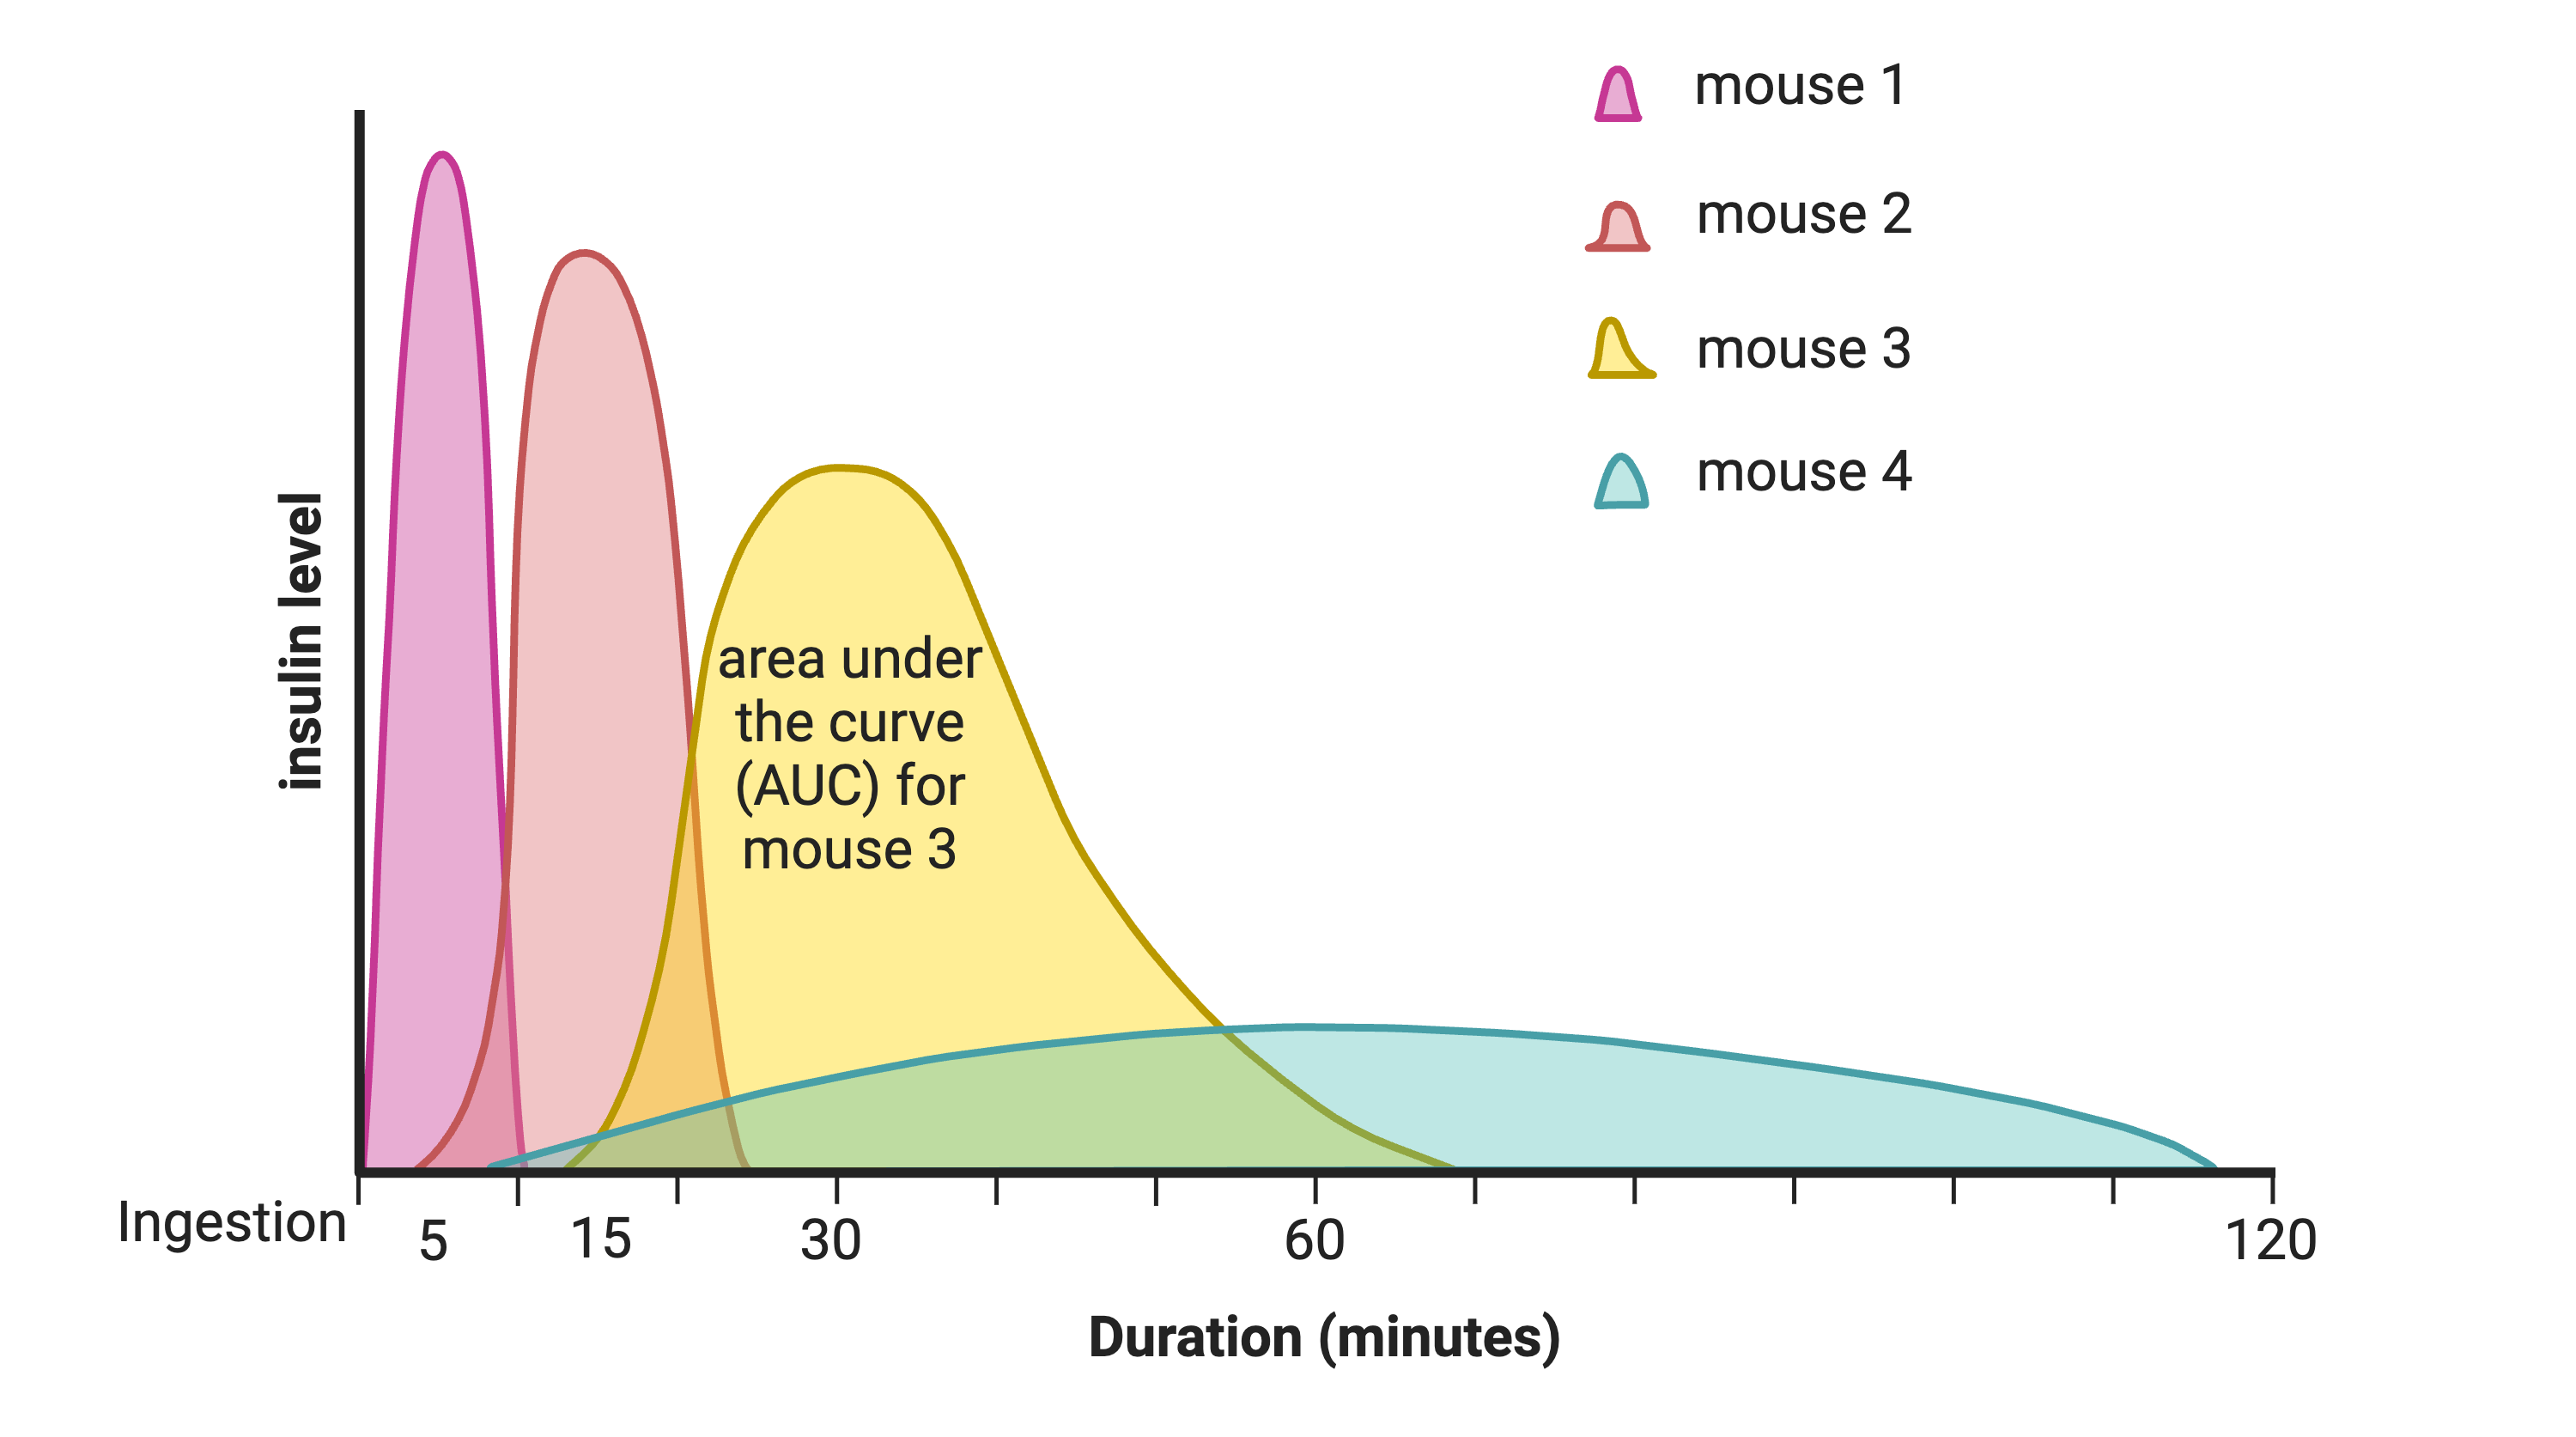 mouse 1
mouse 2
mouse 3
mouse 4
insulin level
area under
the curve
(AUC) for
mouse 3
Ingestion 5 15 30 60 120
Duration (minutes)